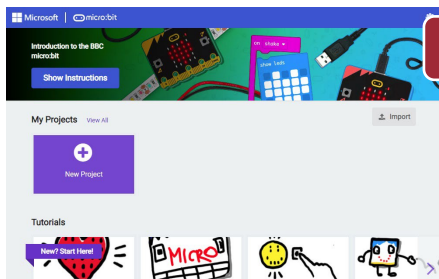 Microsoft micro:bit
Introduction to the BBC
micro:bit
on shake
show leds
Show Instructions
My Projects View All
Import
New Project
Tutorials
New? Start Here!
MICRO